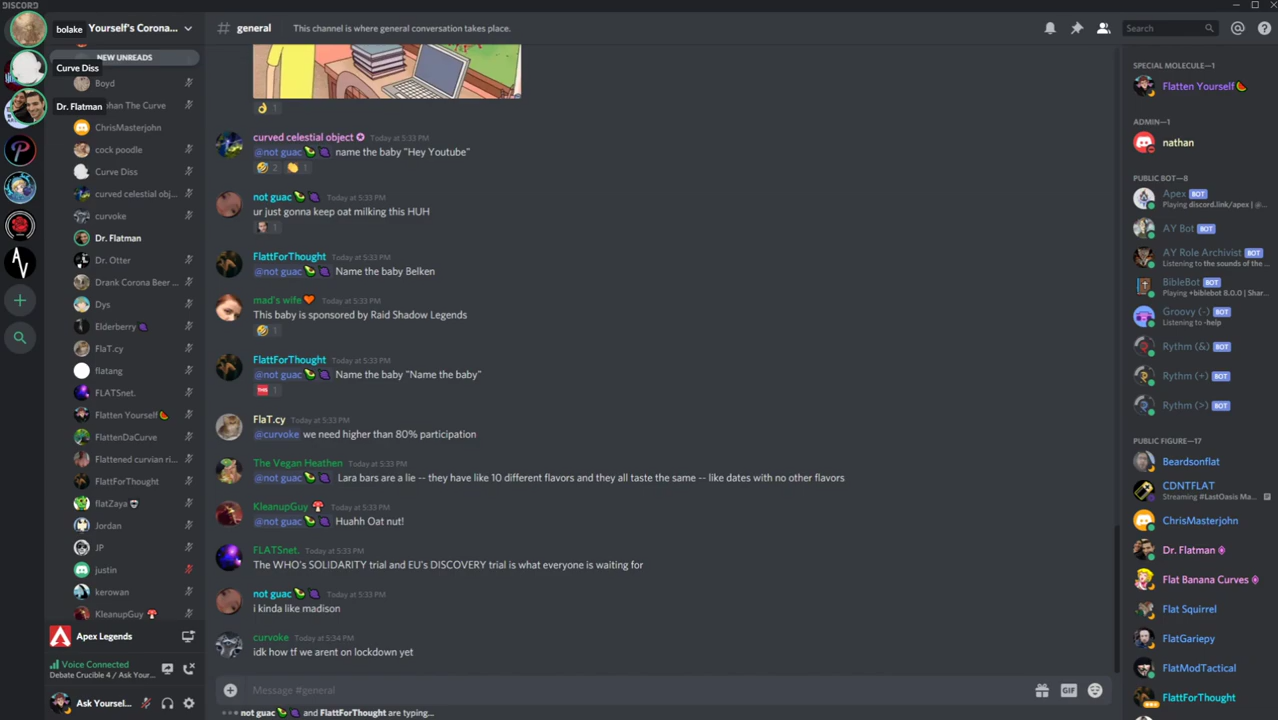 DISCORD
bolake
Yourself's Corona...
NEW UNREADS
Curve Diss
Dr. Flatman
Boyd
phan The Curve
ChrisMasterjohn
cock poodle
Curve Diss
curved celestial obj...
curvoke
Dr. Flatman
Dr. Otter
Drank Corona Beer ...
Dys
Elderberry
FlaT.cy
flatang
FLATSnet.
Flatten Yourself
FlattenDaCurve
Flattened curvian ri...
FlattForThought
flatZaya
Jordan
JP
justin
kerowan
KleanupGuy
Apex Legends
Voice Connected
Debate Crucible 4 / Ask Your...
Ask Yoursel...
# general
This channel is where general conversation takes place.
Search
1
curved celestial object Today at 5:33 PM
@not guac name the baby "Hey Youtube"
2 1
not guac Today at 5:33 PM
ur just gonna keep oat milking this HUH
1
FlattForThought Today at 5:33 PM
@not guac Name the baby Belken
mad's wife Today at 5:33 PM
This baby is sponsored by Raid Shadow Legends
1
FlattForThought Today at 5:33 PM
@not guac Name the baby "Name the baby"
THIS 1
FlaT.cy Today at 5:33 PM
@curvoke we need higher than 80% participation
The Vegan Heathen Today at 5:33 PM
@not guac Lara bars are a lie -- they have like 10 different flavors and they all taste the same -- like dates with no other flavors
KleanupGuy Today at 5:33 PM
@not guac Huahh Oat nut!
FLATSnet. Today at 5:33 PM
The WHO's SOLIDARITY trial and EU's DISCOVERY trial is what everyone is waiting for
not guac Today at 5:33 PM
i kinda like madison
curvoke Today at 5:34 PM
idk how tf we arent on lockdown yet
Message #general
GIF
not guac and FlattForThought are typing...
SPECIAL MOLECULE—1
Flatten Yourself
ADMIN—1
nathan
PUBLIC BOT—8
Apex BOT
Playing discord.link/apex | @...
AY Bot BOT
AY Role Archivist BOT
Listening to the sounds of the ...
BibleBot BOT
Playing +biblebot 8.0.0 | Shar...
Groovy (-) BOT
Listening to -help
Rythm (&) BOT
Rythm (+) BOT
Rythm (>) BOT
PUBLIC FIGURE—17
Beardsonflat
CDNTFLAT
Streaming #LastOasis Ma...
ChrisMasterjohn
Dr. Flatman
Flat Banana Curves
Flat Squirrel
FlatGariepy
FlatModTactical
FlattForThought